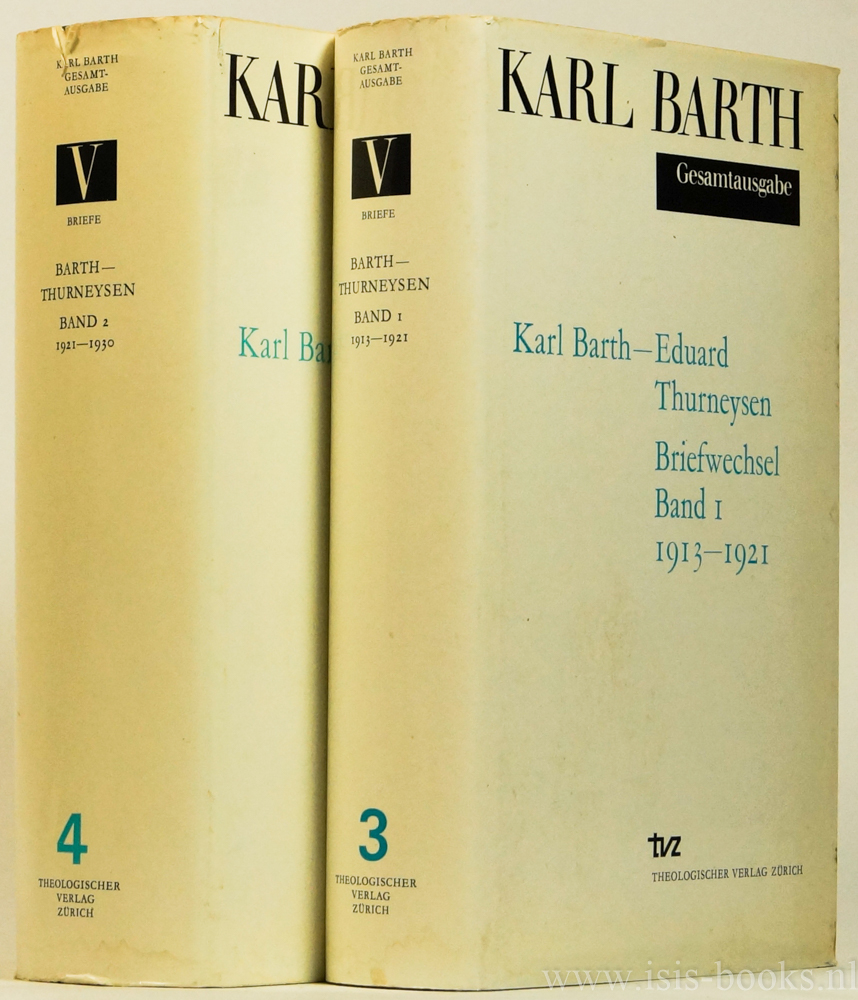 KARL BARTH
GESAMT-
AUSGABE
V
BRIEFE
BARTH—
THURNEYSEN
BAND 2
1921—1930
4
THEOLOGISCHER
VERLAG
ZÜRICH
KAR
Karl Bar
KARL BARTH
GESAMT-
AUSGABE
V
BRIEFE
BARTH—
THURNEYSEN
BAND 1
1913—1921
3
THEOLOGISCHER
VERLAG
ZÜRICH
KARL BARTH
Gesamtausgabe
Karl Barth—Eduard
Thurneysen
Briefwechsel
Band 1
1913—1921
tvz
THEOLOGISCHER VERLAG ZÜRICH
www.isis-books.nl